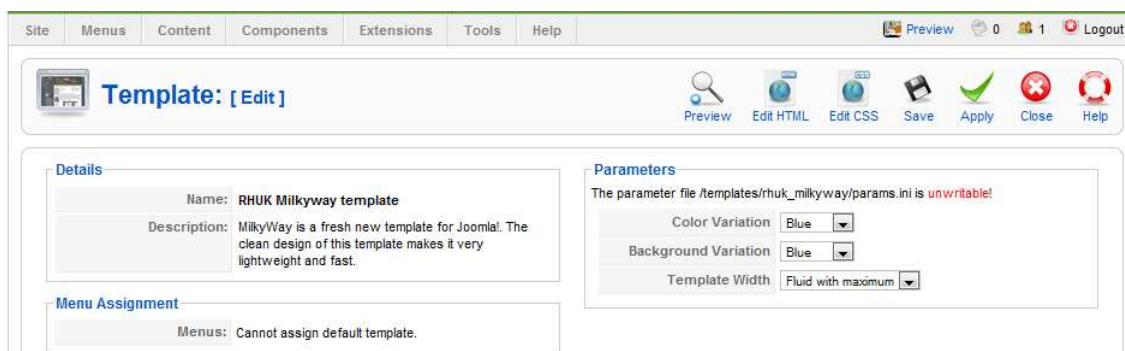 Site Menus Content Components Extensions Tools Help Preview 0 1 Logout
Template: [ Edit ]
Preview Edit HTML Edit CSS Save Apply Close Help
Details
Name: RHUK Milkyway template
Description: MilkyWay is a fresh new template for Joomla!. The
clean design of this template makes it very
lightweight and fast.
Menu Assignment
Menus: Cannot assign default template.
Parameters
The parameter file /templates/rhuk_milkyway/params.ini is unwritable!
Color Variation Blue
Background Variation Blue
Template Width Fluid with maximum